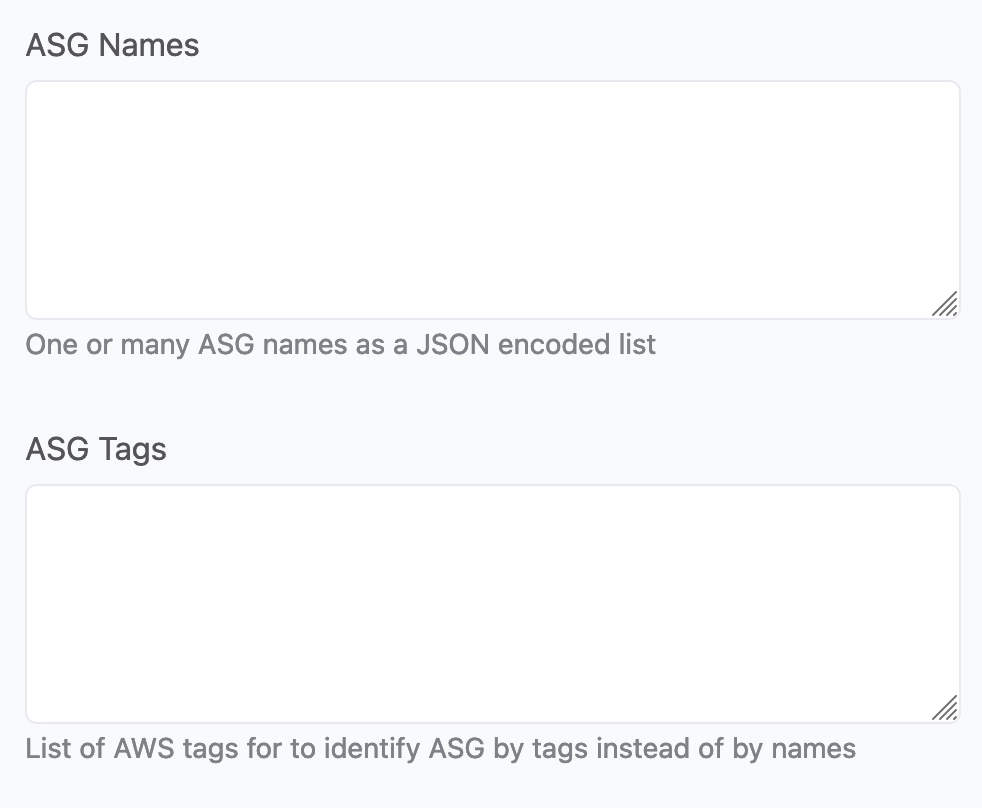 ASG Names
One or many ASG names as a JSON encoded list
ASG Tags
List of AWS tags for to identify ASG by tags instead of by names